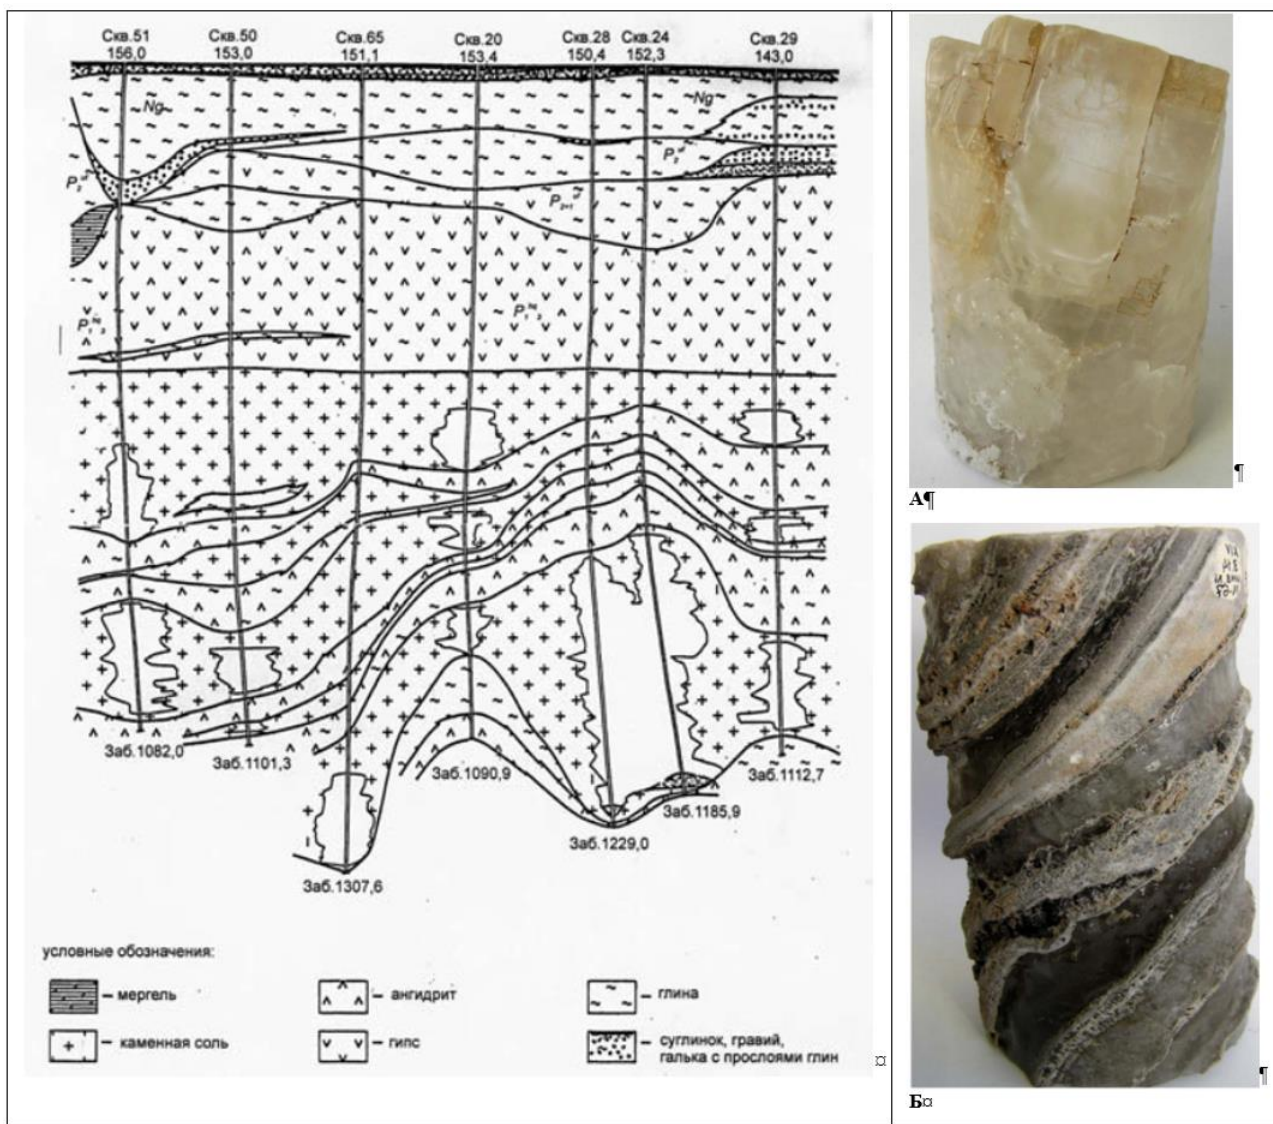 Скв.51 Скв.50 Скв.65 Скв.20 Скв.28 Скв.24 Скв.29
156,0 153,0 151,1 153,4 150,4 152,3 143,0
Ng
Ng
Заб.1082,0
Заб.1101,3
Заб.1307,6
Заб.1090,9
Заб.1229,0
Заб.1185,9
Заб.1112,7
условные обозначения:
– мергель
– ангидрит
– глина
– каменная соль
– гипс
– суглинок, гравий,
галька с прослоями глин
¤
¶
А¶
¶
Б¤